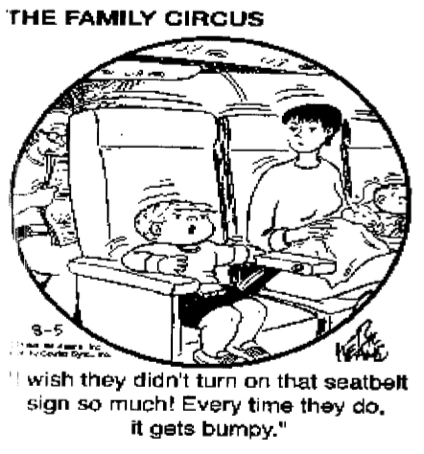 THE FAMILY CIRCUS
8-5
"I wish they didn't turn on that seatbelt
sign so much! Every time they do,
it gets bumpy."